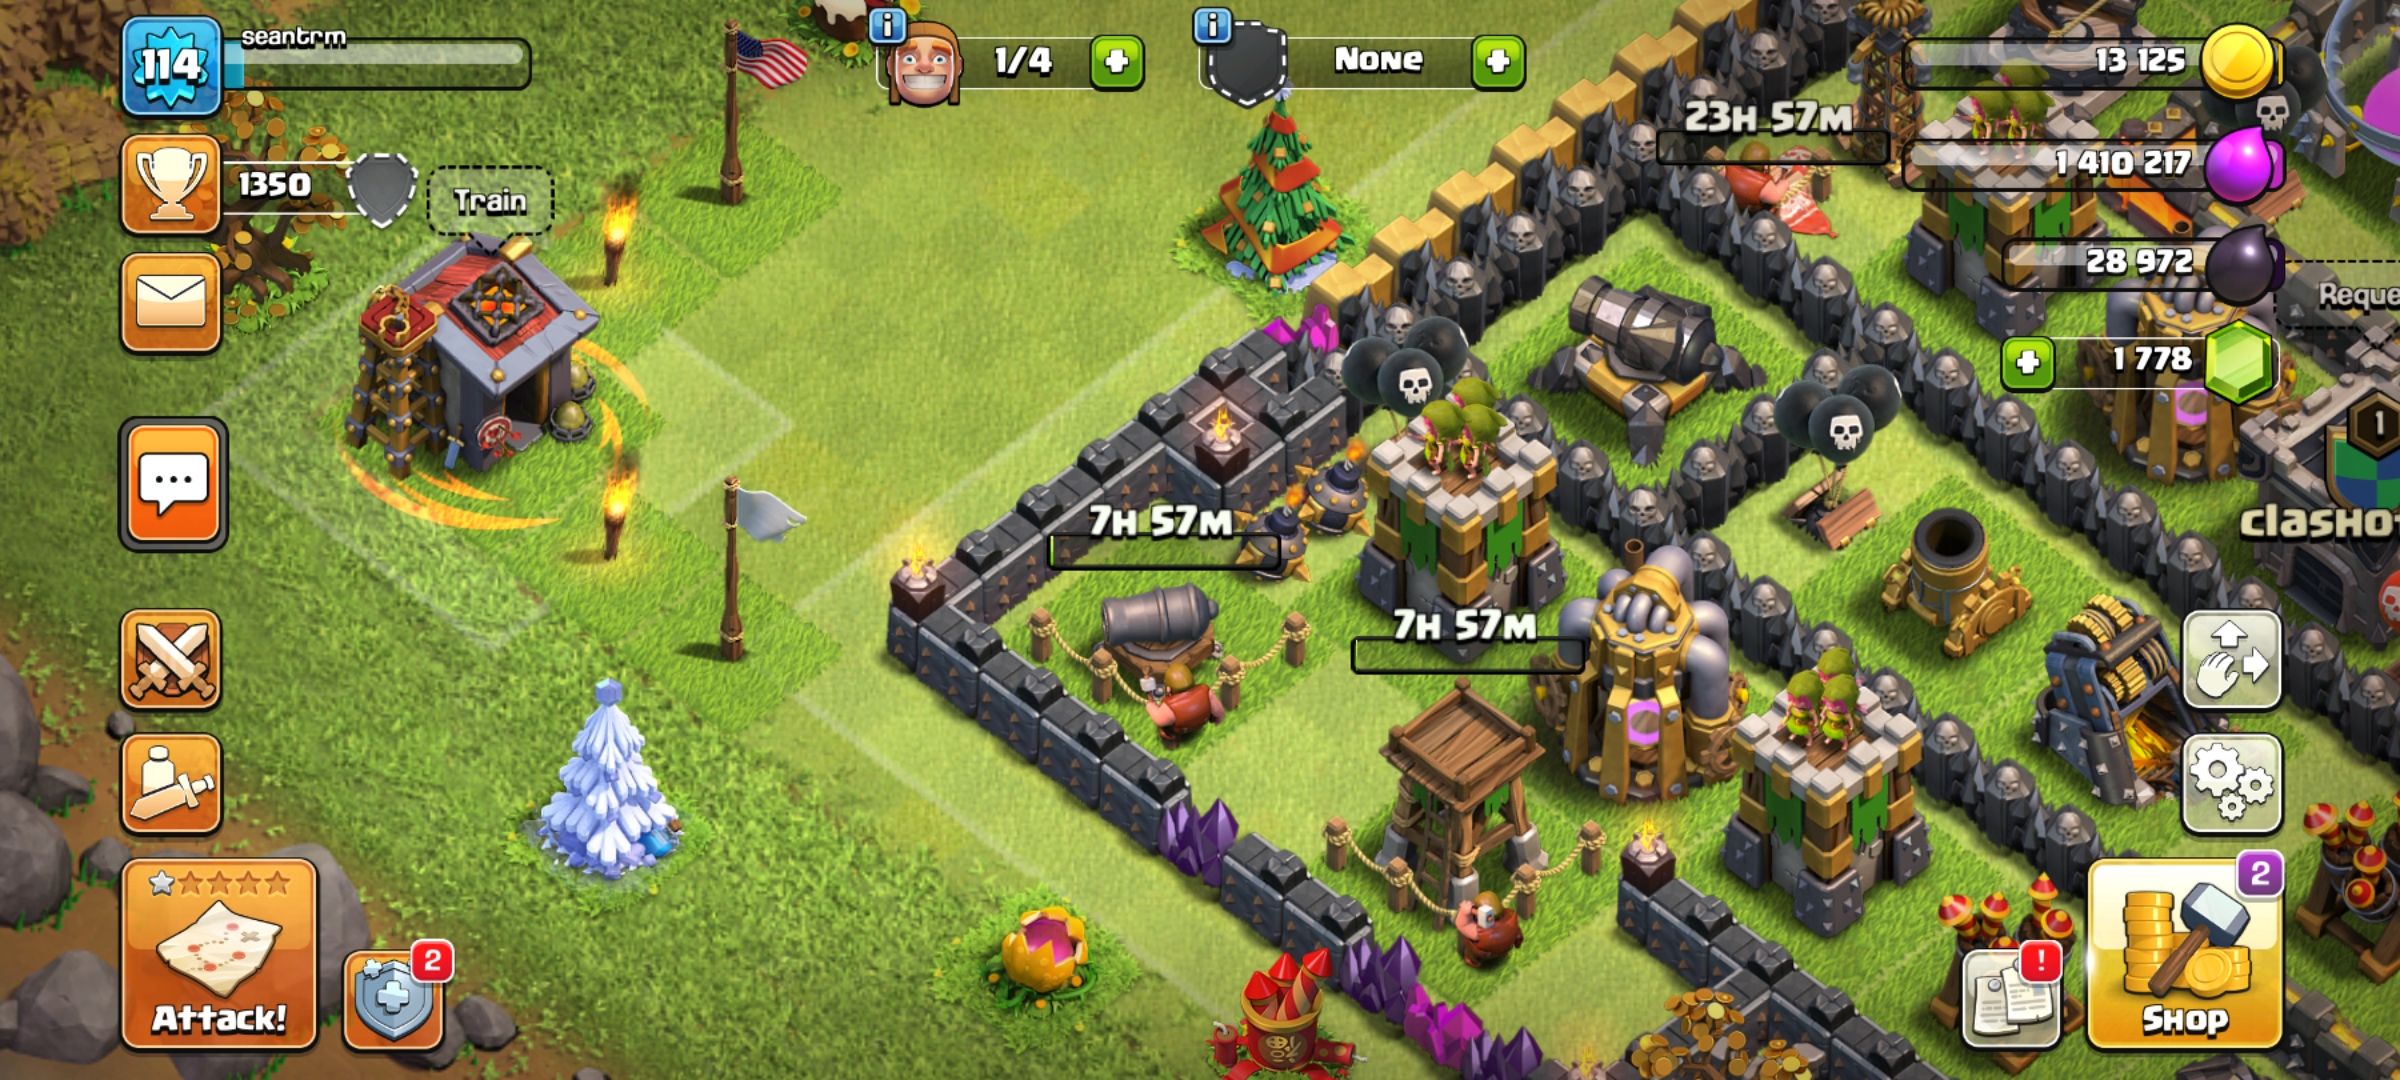 114
seantrm
1/4
None
13 125
23H 57M
1350
Train
1 410 217
28 972
Reque
1 778
1
7H 57M
clasho
7H 57M
2
2
!
Attack!
Shop